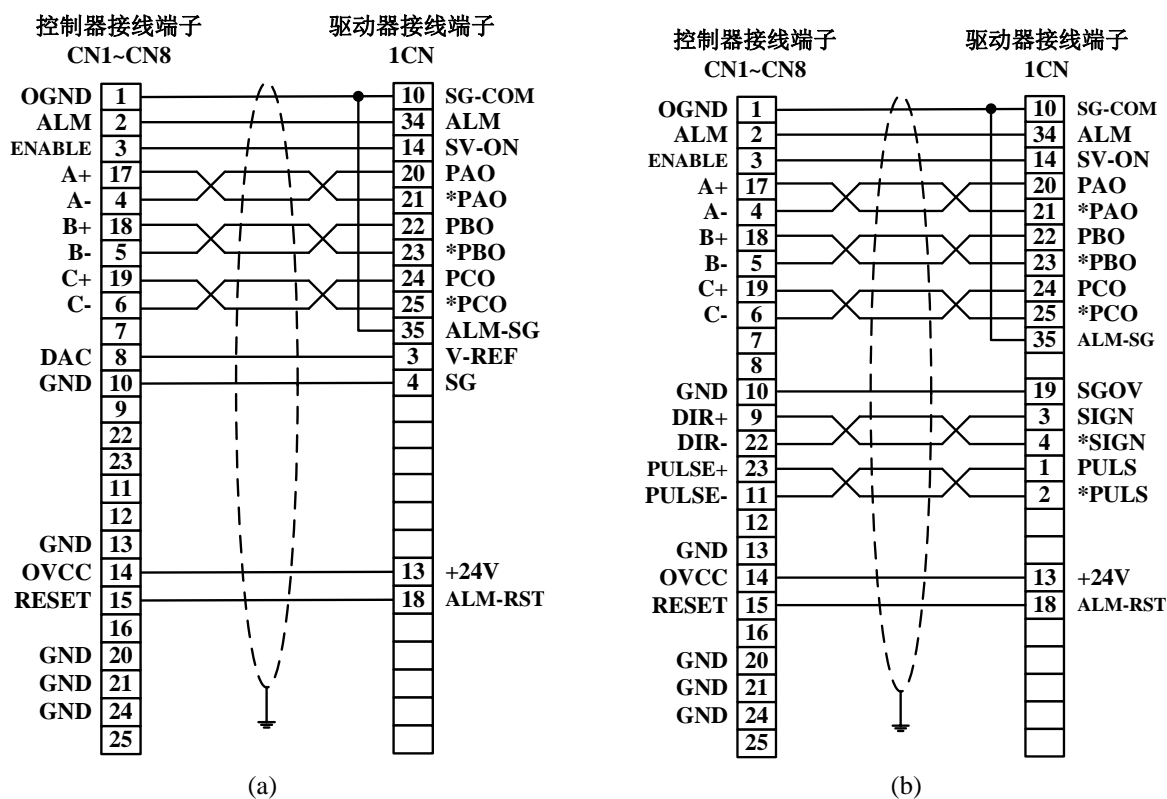 控制器接线端子 驱动器接线端子
CN1~CN8 1CN
OGND 1 10 SG-COM
ALM 2 34 ALM
ENABLE 3 14 SV-ON
A+ 17 20 PAO
A- 4 21 *PAO
B+ 18 22 PBO
B- 5 23 *PBO
C+ 19 24 PCO
C- 6 25 *PCO
7 35 ALM-SG
DAC 8 3 V-REF
GND 10 4 SG
9
22
23
11
12
GND 13
OVCC 14 13 +24V
RESET 15 18 ALM-RST
16
GND 20
GND 21
GND 24
25
(a)
控制器接线端子 驱动器接线端子
CN1~CN8 1CN
OGND 1 10 SG-COM
ALM 2 34 ALM
ENABLE 3 14 SV-ON
A+ 17 20 PAO
A- 4 21 *PAO
B+ 18 22 PBO
B- 5 23 *PBO
C+ 19 24 PCO
C- 6 25 *PCO
7 35 ALM-SG
8
GND 10 19 SGOV
DIR+ 9 3 SIGN
DIR- 22 4 *SIGN
PULSE+ 23 1 PULS
PULSE- 11 2 *PULS
12
GND 13
OVCC 14 13 +24V
RESET 15 18 ALM-RST
16
GND 20
GND 21
GND 24
25
(b)